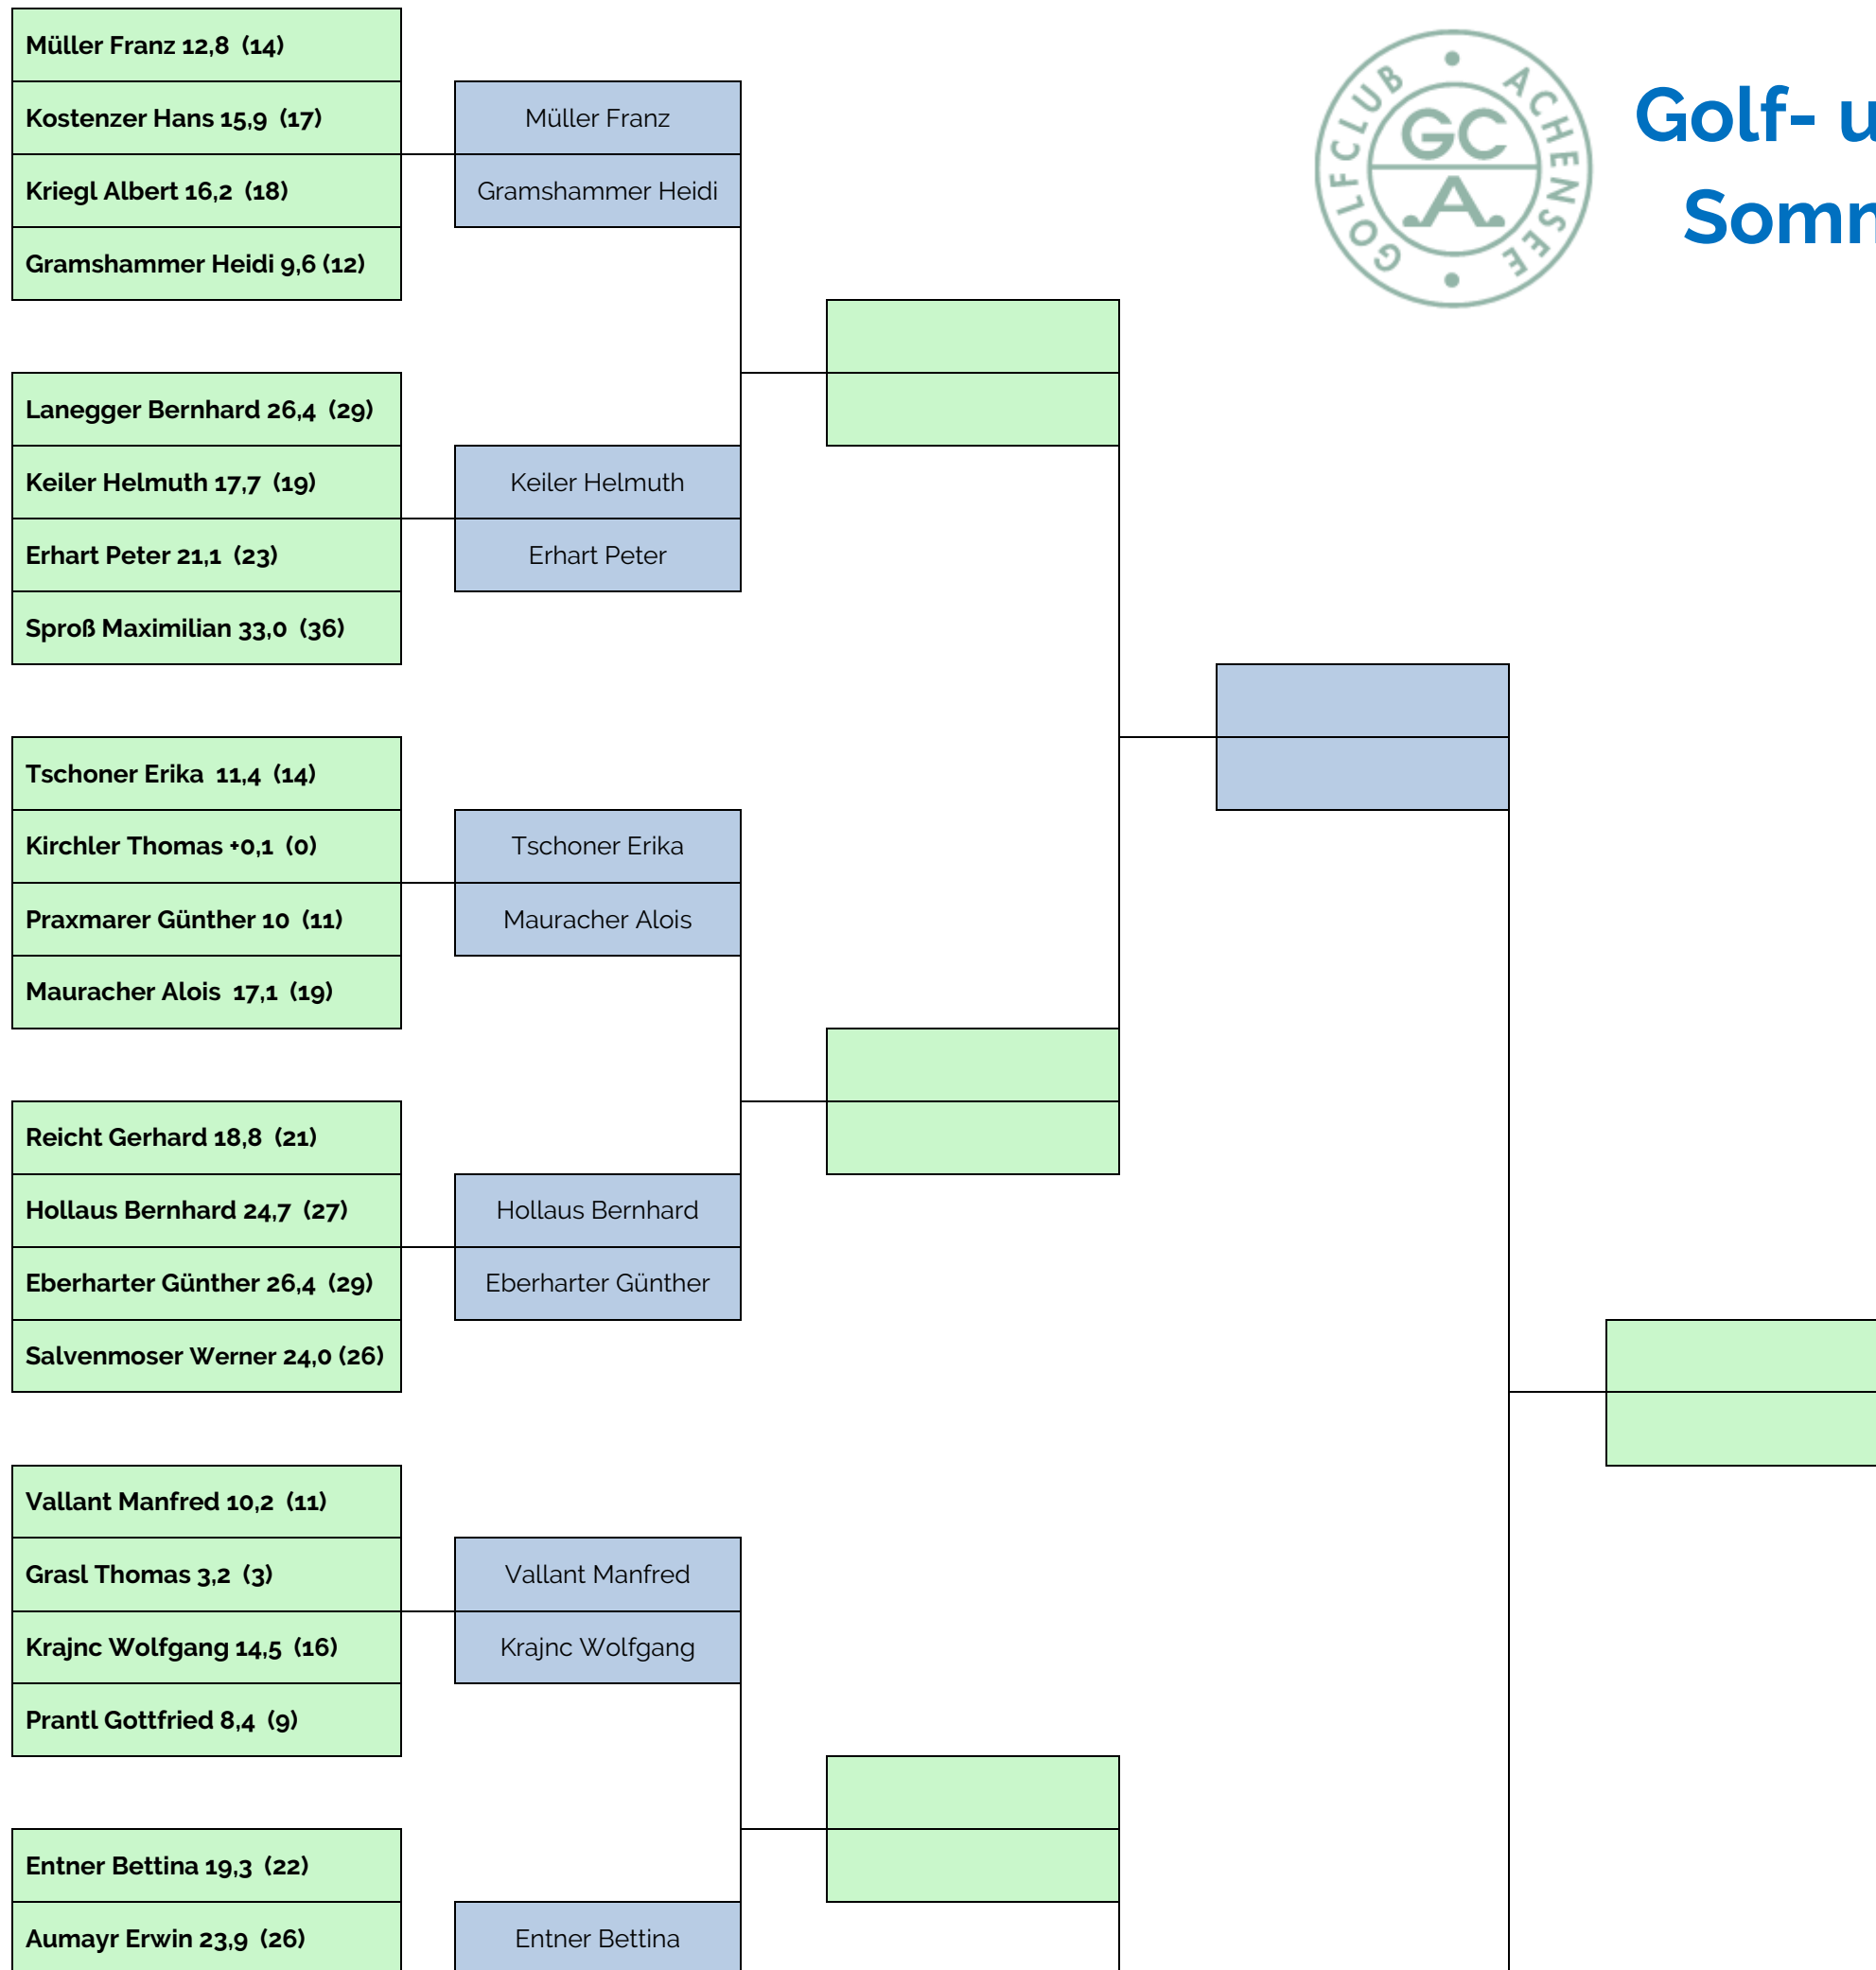 Müller Franz 12,8 (14)
Kostenzer Hans 15,9 (17)
Kriegl Albert 16,2 (18)
Gramshammer Heidi 9,6 (12)
Müller Franz
Gramshammer Heidi
GOLFCLUB ACHENSEE
GC
A
Golf- u
Somm
Lanegger Bernhard 26,4 (29)
Keiler Helmuth 17,7 (19)
Erhart Peter 21,1 (23)
Sproß Maximilian 33,0 (36)
Keiler Helmuth
Erhart Peter
Tschoner Erika 11,4 (14)
Kirchler Thomas +0,1 (0)
Praxmarer Günther 10 (11)
Mauracher Alois 17,1 (19)
Tschoner Erika
Mauracher Alois
Reicht Gerhard 18,8 (21)
Hollaus Bernhard 24,7 (27)
Eberharter Günther 26,4 (29)
Salvenmoser Werner 24,0 (26)
Hollaus Bernhard
Eberharter Günther
Vallant Manfred 10,2 (11)
Grasl Thomas 3,2 (3)
Krajnc Wolfgang 14,5 (16)
Prantl Gottfried 8,4 (9)
Vallant Manfred
Krajnc Wolfgang
Entner Bettina 19,3 (22)
Aumayr Erwin 23,9 (26)
Entner Bettina